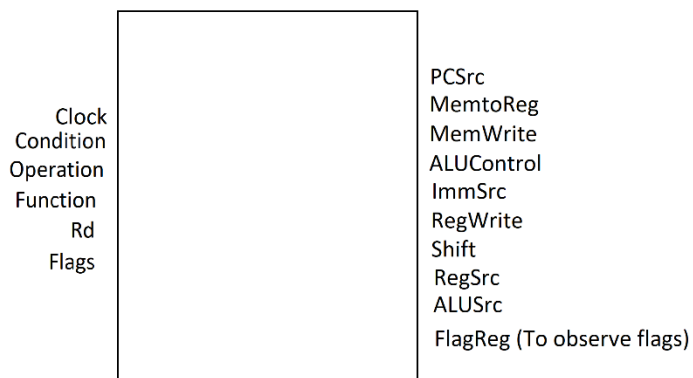 Clock
Condition
Operation
Function
Rd
Flags
PCSrc
MemtoReg
MemWrite
ALUControl
ImmSrc
RegWrite
Shift
RegSrc
ALUSrc
FlagReg (To observe flags)